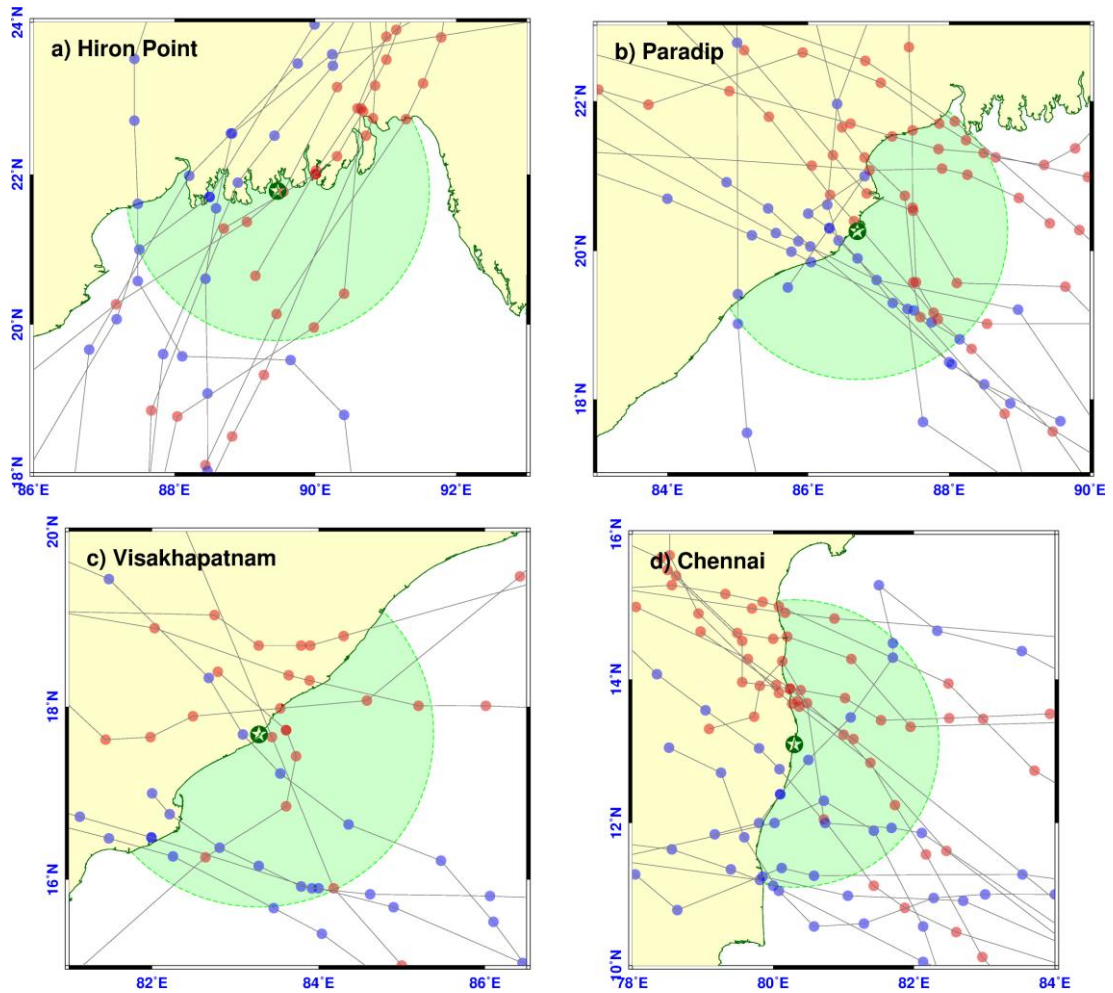 a) Hiron Point
24˚N
22˚N
20˚N
18˚N
86˚E
88˚E
90˚E
92˚E
b) Paradip
22˚N
20˚N
18˚N
84˚E
86˚E
88˚E
90˚E
c) Visakhapatnam
20˚N
18˚N
16˚N
82˚E
84˚E
86˚E
d) Chennai
16˚N
14˚N
12˚N
10˚N
78˚E
80˚E
82˚E
84˚E